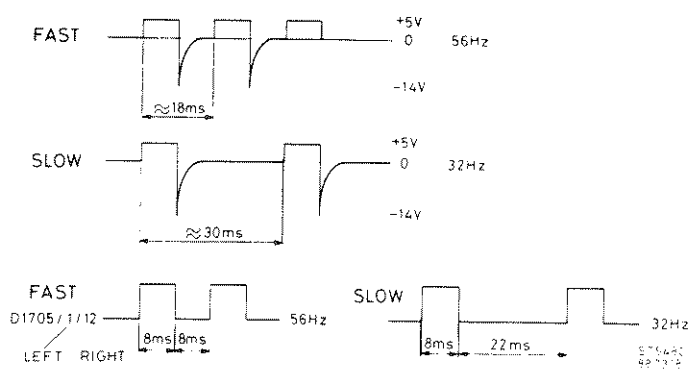 FAST
+5V
0
56Hz
-14V
≈18ms
SLOW
+5V
0
32Hz
-14V
≈30ms
FAST
D1705/1/12
56Hz
8ms 8ms
LEFT RIGHT
SLOW
32Hz
8ms 22ms